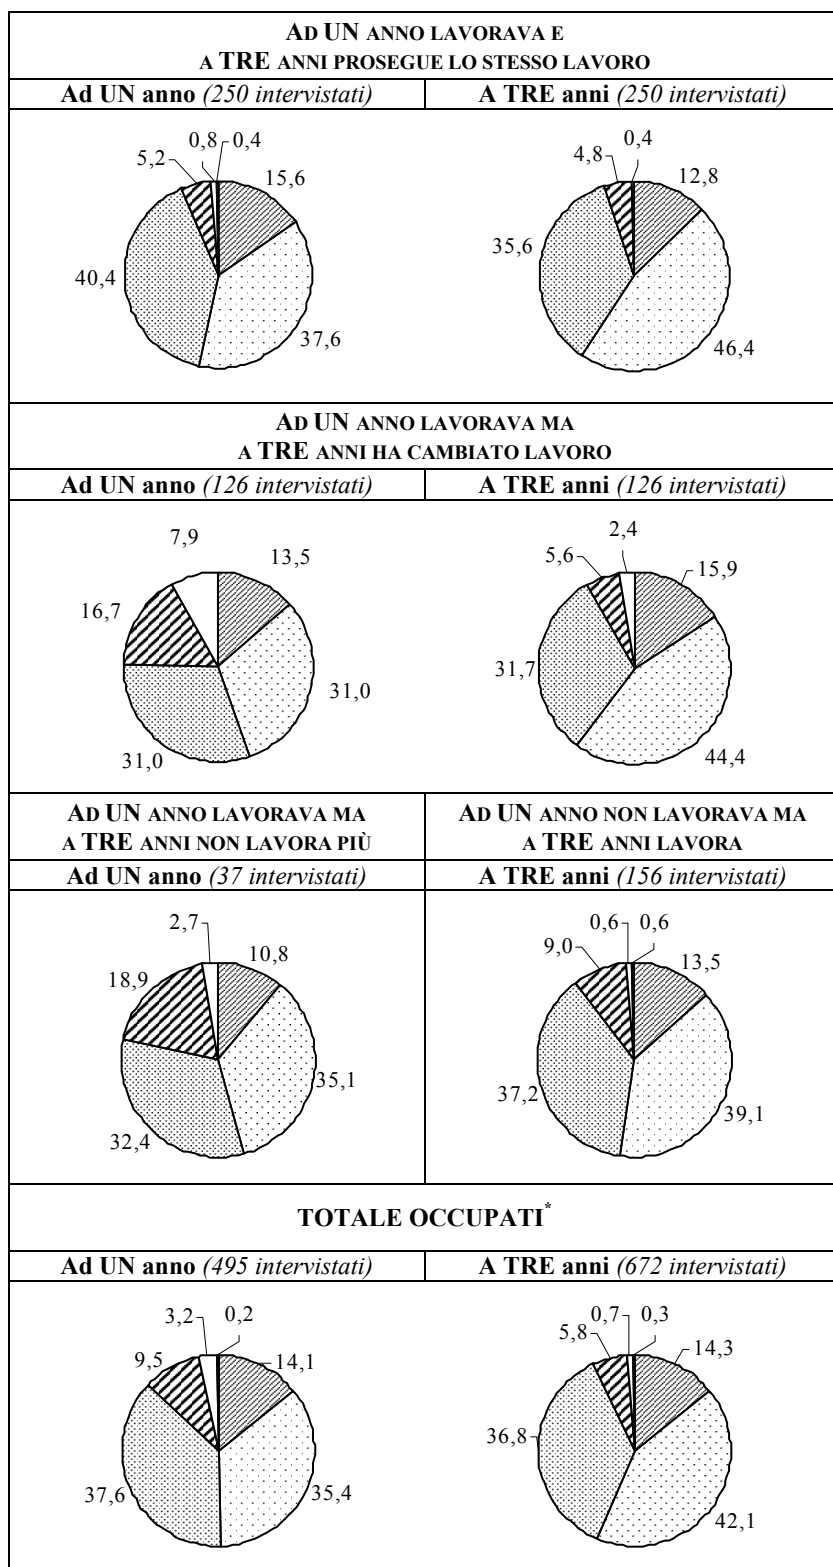 AD UN ANNO LAVORAVA E
A TRE ANNI PROSEGUE LO STESSO LAVORO
Ad UN anno (250 intervistati)
A TRE anni (250 intervistati)
0,8
0,4
5,2
15,6
40,4
37,6
0,4
4,8
12,8
35,6
46,4
AD UN ANNO LAVORAVA MA
A TRE ANNI HA CAMBIATO LAVORO
Ad UN anno (126 intervistati)
A TRE anni (126 intervistati)
7,9
13,5
16,7
31,0
31,0
2,4
5,6
15,9
31,7
44,4
AD UN ANNO LAVORAVA MA
A TRE ANNI NON LAVORA PIÙ
AD UN ANNO NON LAVORAVA MA
A TRE ANNI LAVORA
Ad UN anno (37 intervistati)
A TRE anni (156 intervistati)
2,7
10,8
18,9
35,1
32,4
0,6
0,6
9,0
13,5
37,2
39,1
TOTALE OCCUPATI*
Ad UN anno (495 intervistati)
A TRE anni (672 intervistati)
3,2
0,2
9,5
14,1
37,6
35,4
0,7
0,3
5,8
14,3
36,8
42,1